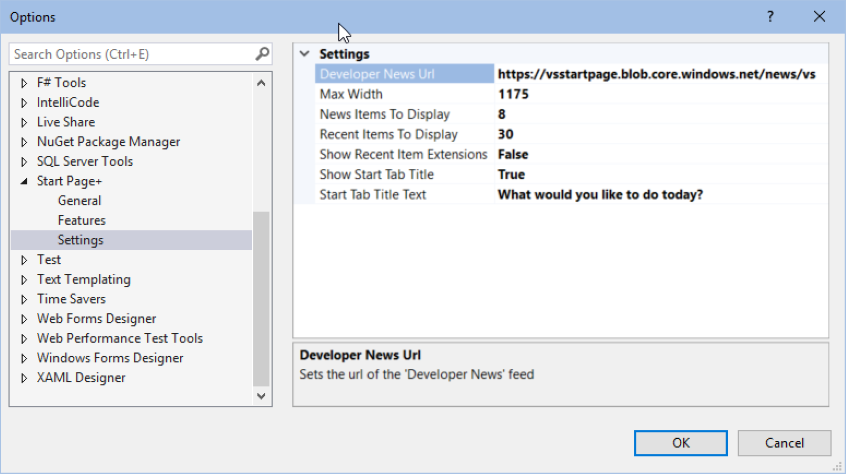 Options
?
Search Options (Ctrl+E)
F# Tools
IntelliCode
Live Share
NuGet Package Manager
SQL Server Tools
Start Page+
General
Features
Settings
Test
Text Templating
Time Savers
Web Forms Designer
Web Performance Test Tools
Windows Forms Designer
XAML Designer
Settings
Developer News Url https://vsstartpage.blob.core.windows.net/news/vs
Max Width 1175
News Items To Display 8
Recent Items To Display 30
Show Recent Item Extensions False
Show Start Tab Title True
Start Tab Title Text What would you like to do today?
Developer News Url
Sets the url of the 'Developer News' feed
OK Cancel